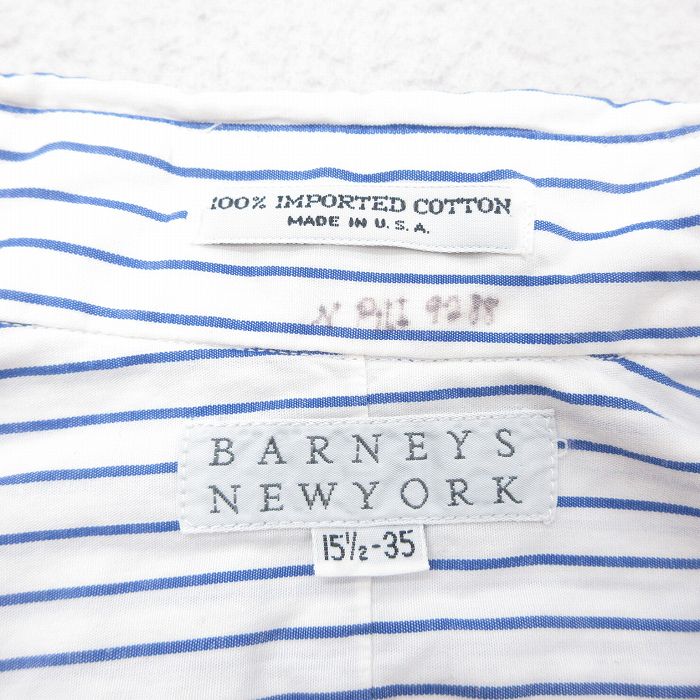 100% IMPORTED COTTON
MADE IN U.S.A.
BARNEYS
NEWYORK
15½-35